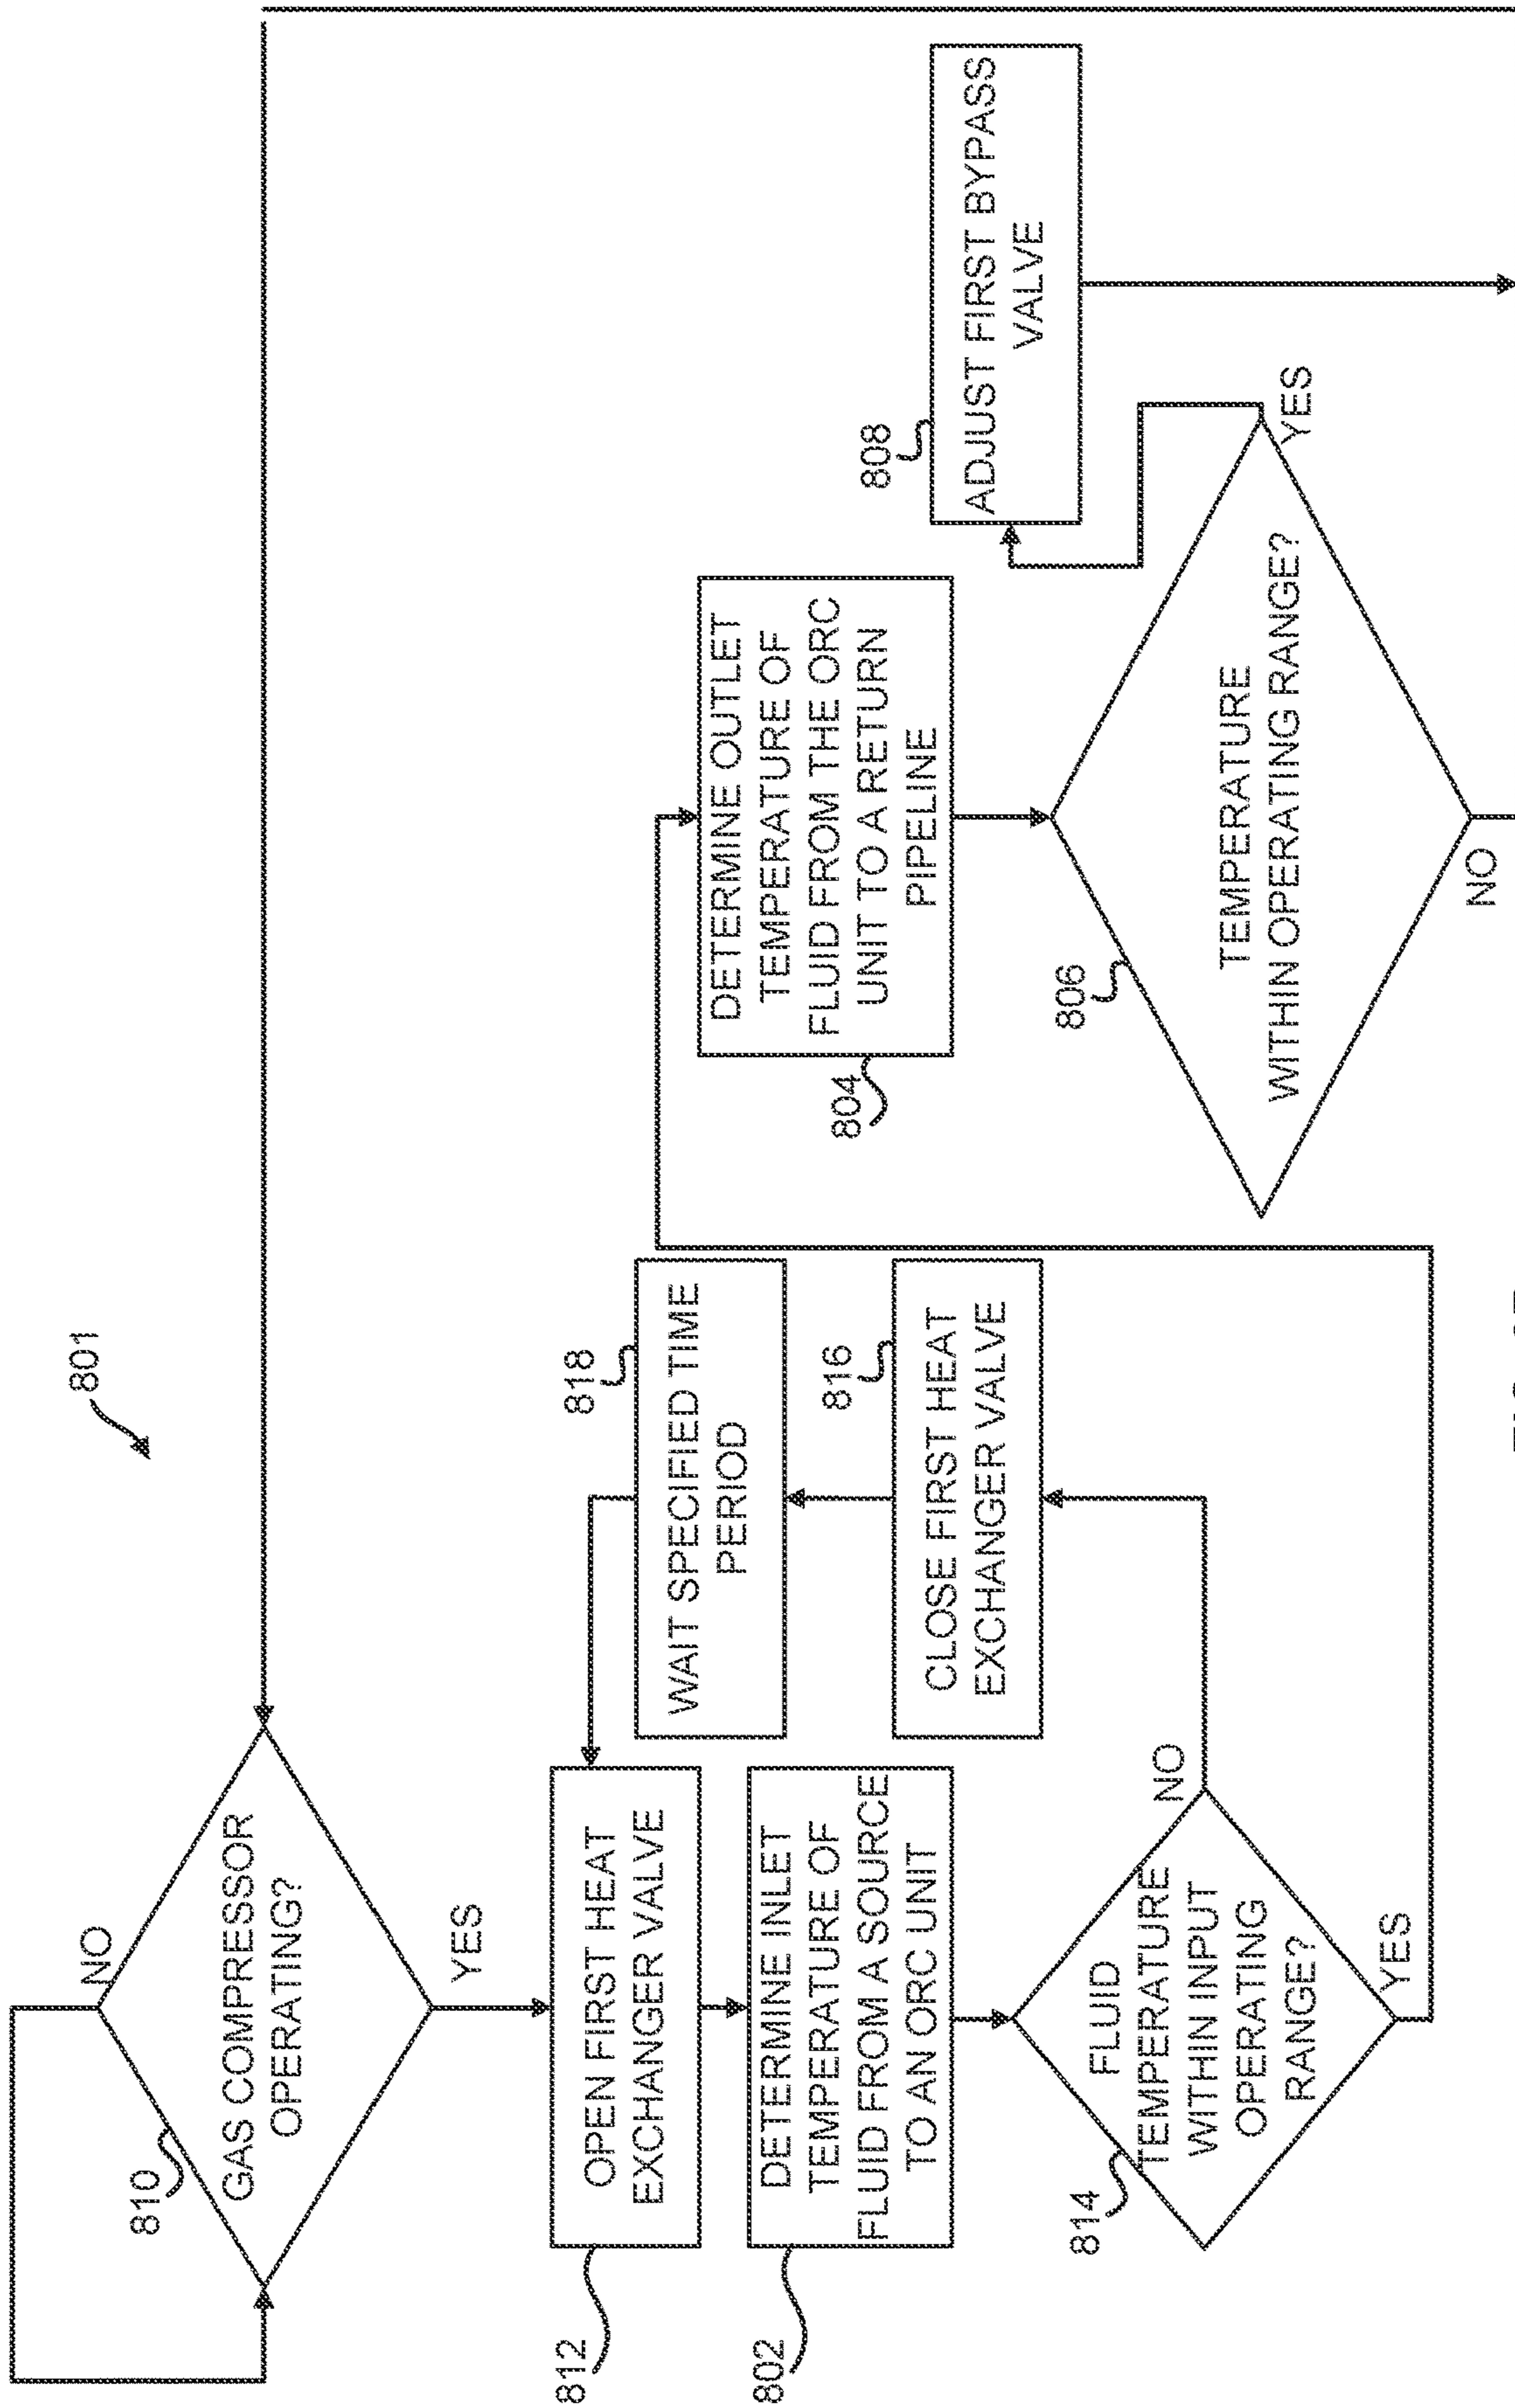 801
NO
810
GAS COMPRESSOR
OPERATING?
YES
812
OPEN FIRST HEAT
EXCHANGER VALVE
802
DETERMINE INLET
TEMPERATURE OF
FLUID FROM A SOURCE
TO AN ORC UNIT
814
FLUID
TEMPERATURE
WITHIN INPUT
OPERATING
RANGE?
NO
YES
818
WAIT SPECIFIED TIME
PERIOD
816
CLOSE FIRST HEAT
EXCHANGER VALVE
804
DETERMINE OUTLET
TEMPERATURE OF
FLUID FROM THE ORC
UNIT TO A RETURN
PIPELINE
806
TEMPERATURE
WITHIN OPERATING RANGE?
YES
NO
808
ADJUST FIRST BYPASS
VALVE